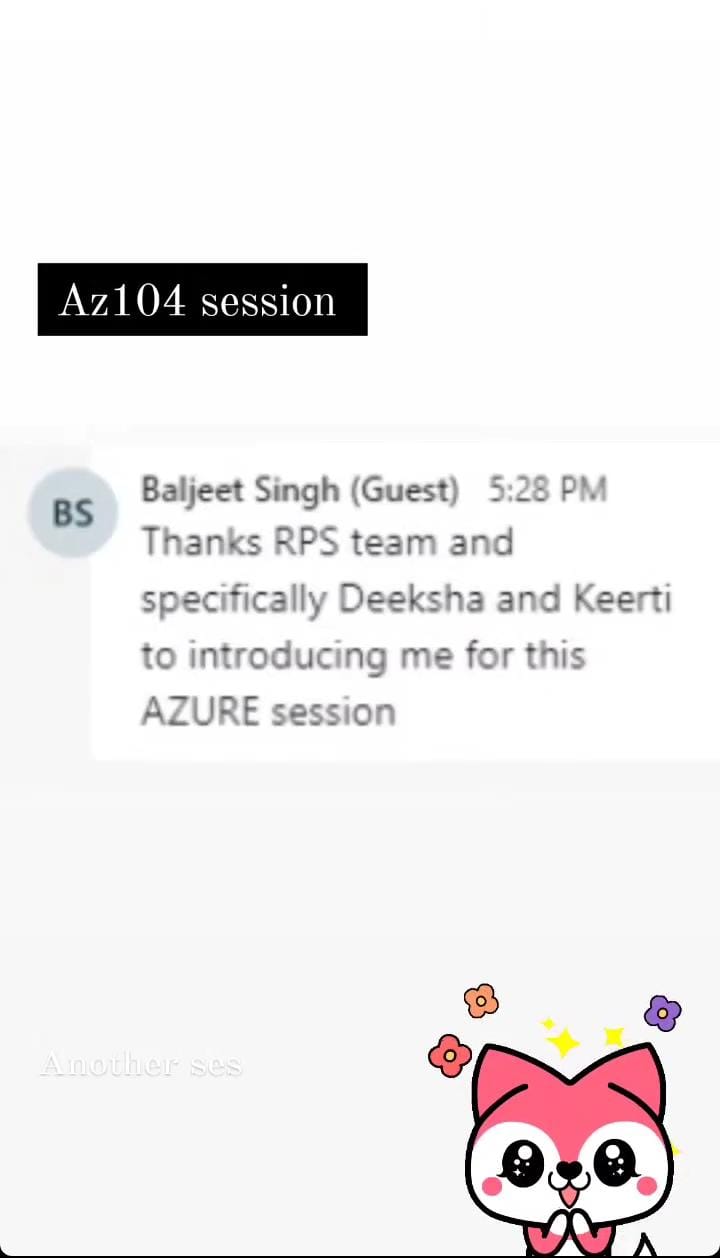 Az104 session
BS
Baljeet Singh (Guest) 5:28 PM
Thanks RPS team and
specifically Deeksha and Keerti
to introducing me for this
AZURE session
Another ses